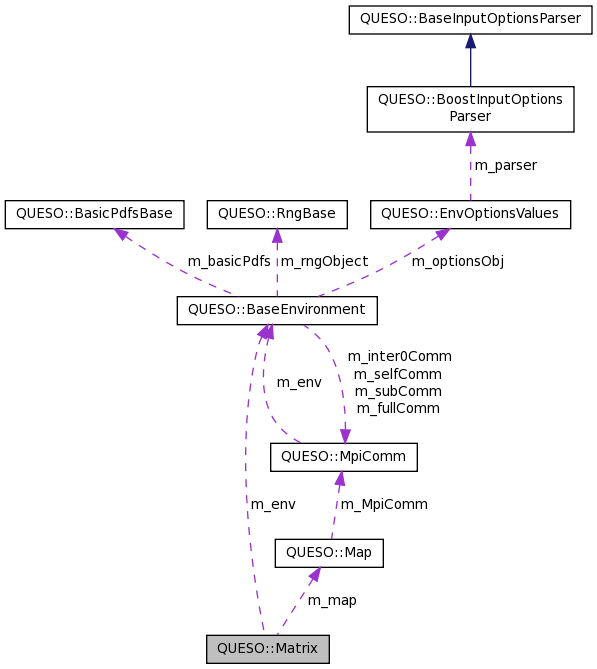 QUESO::BaseInputOptionsParser
QUESO::BoostInputOptions
Parser
m_parser
QUESO::BasicPdfsBase
QUESO::RngBase
QUESO::EnvOptionsValues
m_basicPdfs
m_rngObject
m_optionsObj
QUESO::BaseEnvironment
m_inter0Comm
m_selfComm
m_subComm
m_fullComm
m_env
QUESO::MpiComm
m_env
m_MpiComm
QUESO::Map
m_map
QUESO::Matrix